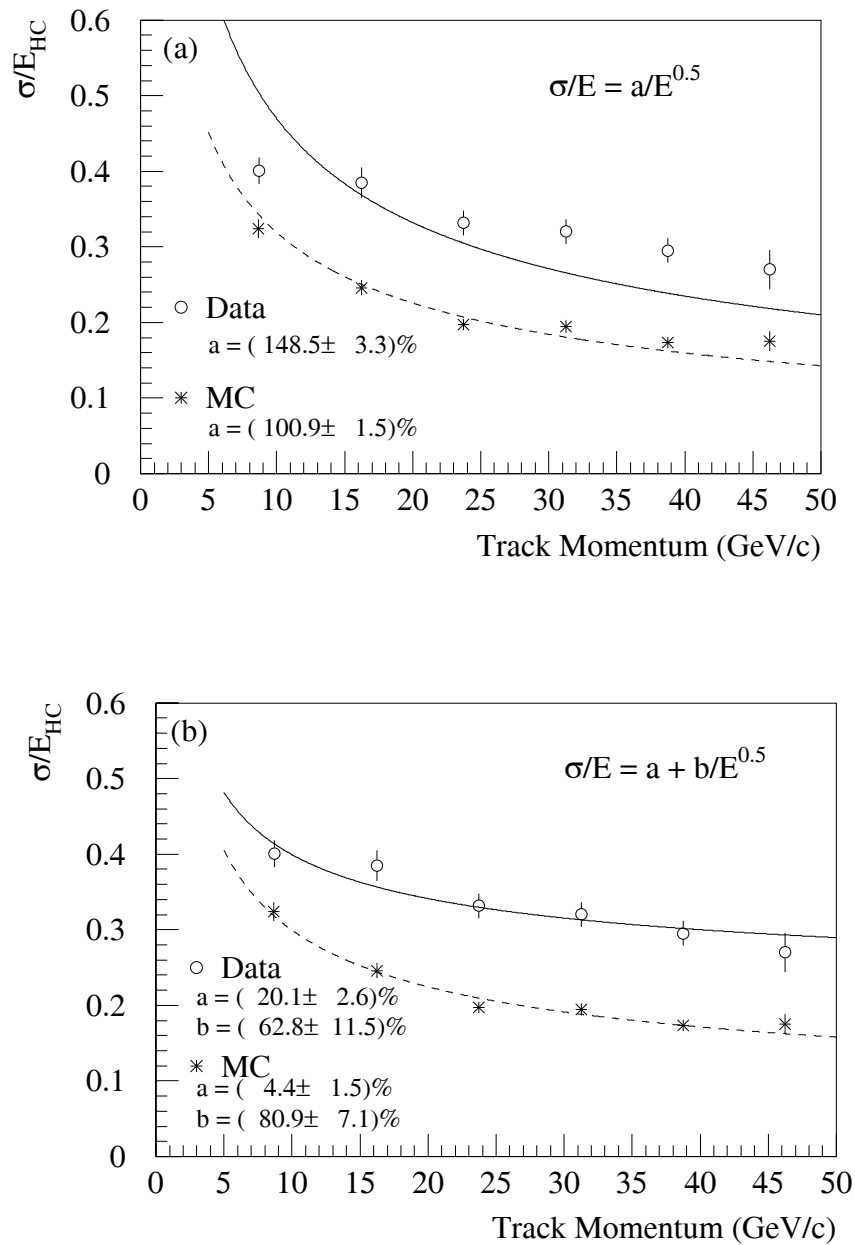 0.6
(a)
σ/E = a/E^0.5
σ/E_HC
0.5
0.4
0.3
0.2
0.1
0
Data
a = ( 148.5± 3.3)%
MC
a = ( 100.9± 1.5)%
0 5 10 15 20 25 30 35 40 45 50
Track Momentum (GeV/c)
0.6
(b)
σ/E = a + b/E^0.5
σ/E_HC
0.5
0.4
0.3
0.2
0.1
0
Data
a = ( 20.1± 2.6)%
b = ( 62.8± 11.5)%
MC
a = ( 4.4± 1.5)%
b = ( 80.9± 7.1)%
0 5 10 15 20 25 30 35 40 45 50
Track Momentum (GeV/c)